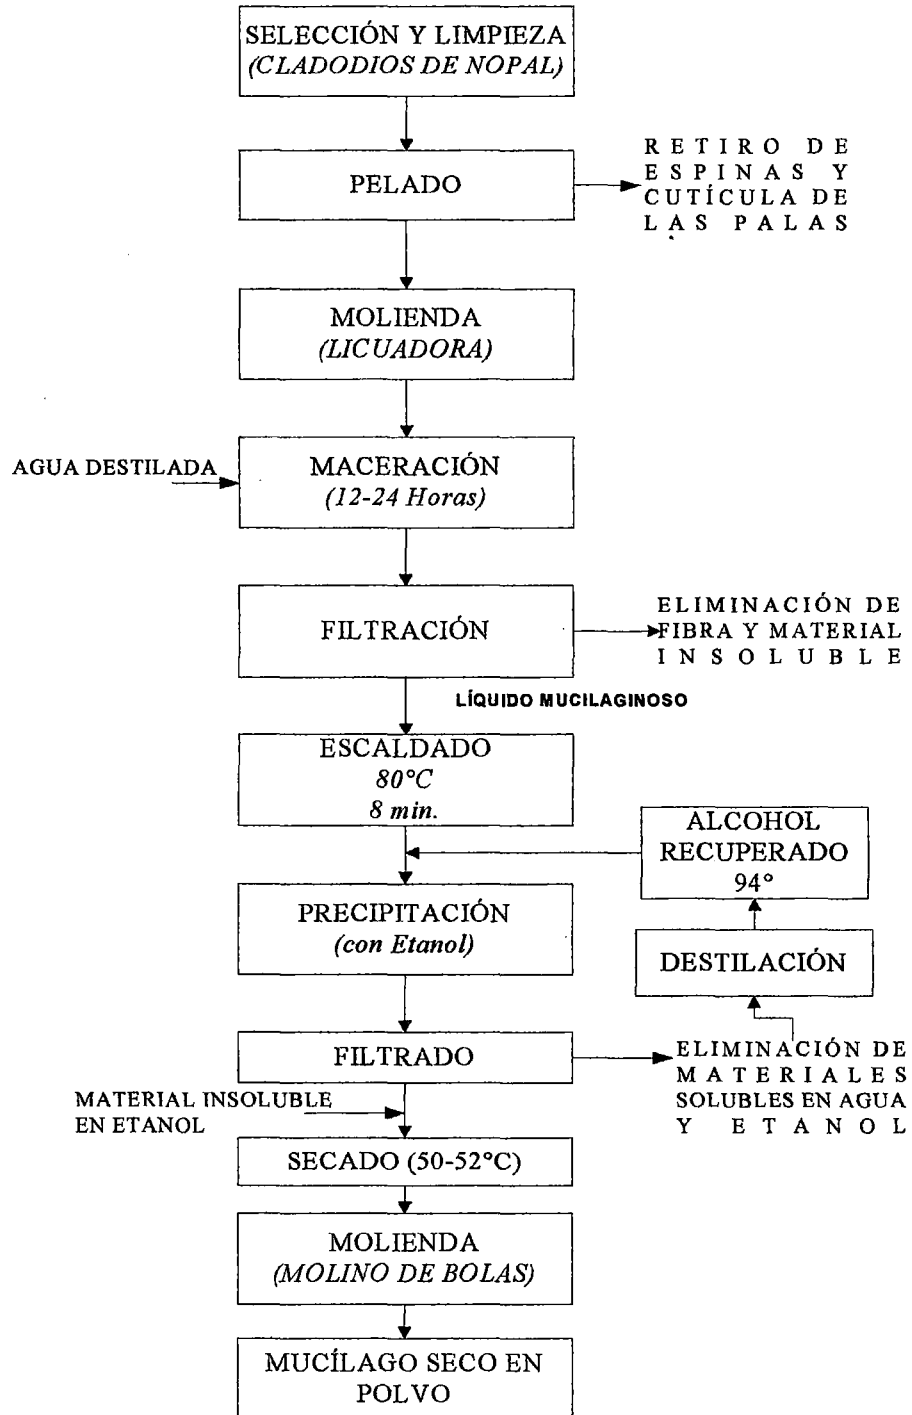 SELECCIÓN Y LIMPIEZA
(CLADODIOS DE NOPAL)
PELADO
RETIRO DE
ESPINAS Y
CUTÍCULA DE
LAS PALAS
MOLIENDA
(LICUADORA)
AGUA DESTILADA
MACERACIÓN
(12-24 Horas)
FILTRACIÓN
ELIMINACIÓN DE
FIBRA Y MATERIAL
INSOLUBLE
LÍQUIDO MUCILAGINOSO
ESCALDADO
80°C
8 min.
ALCOHOL
RECUPERADO
94°
PRECIPITACIÓN
(con Etanol)
DESTILACIÓN
FILTRADO
ELIMINACIÓN DE
MATERIALES
SOLUBLES EN AGUA
Y ETANOL
MATERIAL INSOLUBLE
EN ETANOL
SECADO (50-52°C)
MOLIENDA
(MOLINO DE BOLAS)
MUCÍLAGO SECO EN
POLVO